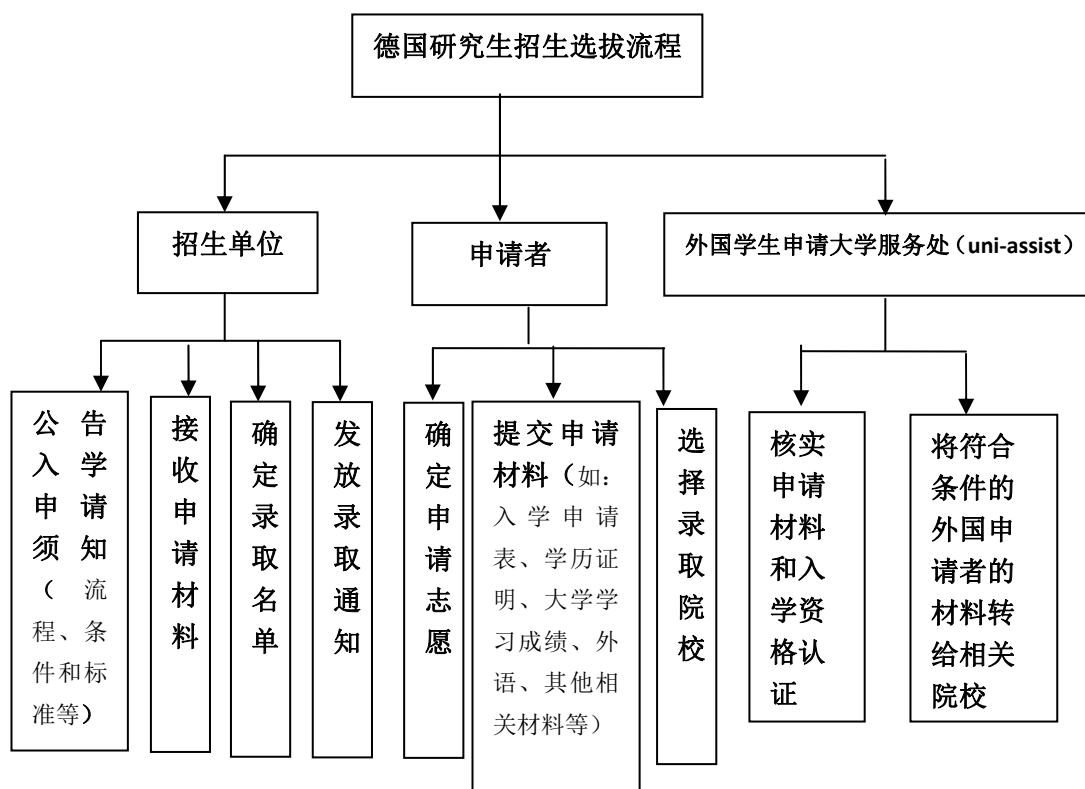 德国研究生招生选拔流程
招生单位
申请者
外国学生申请大学服务处（uni-assist）
公告
入学
申请
须知
（流
程、条
件和标
准等）
接收申请材料
确定录取名单
发放录取通知
确定申请志愿
提交申请
材料（如：
入学申请
表、学历证
明、大学学
习成绩、外
语、其他相
关材料等）
选择录取院校
核实
申请
材料
和入
学资
格认
证
将符合
条件的
外国申
请者的
材料转
给相关
院校